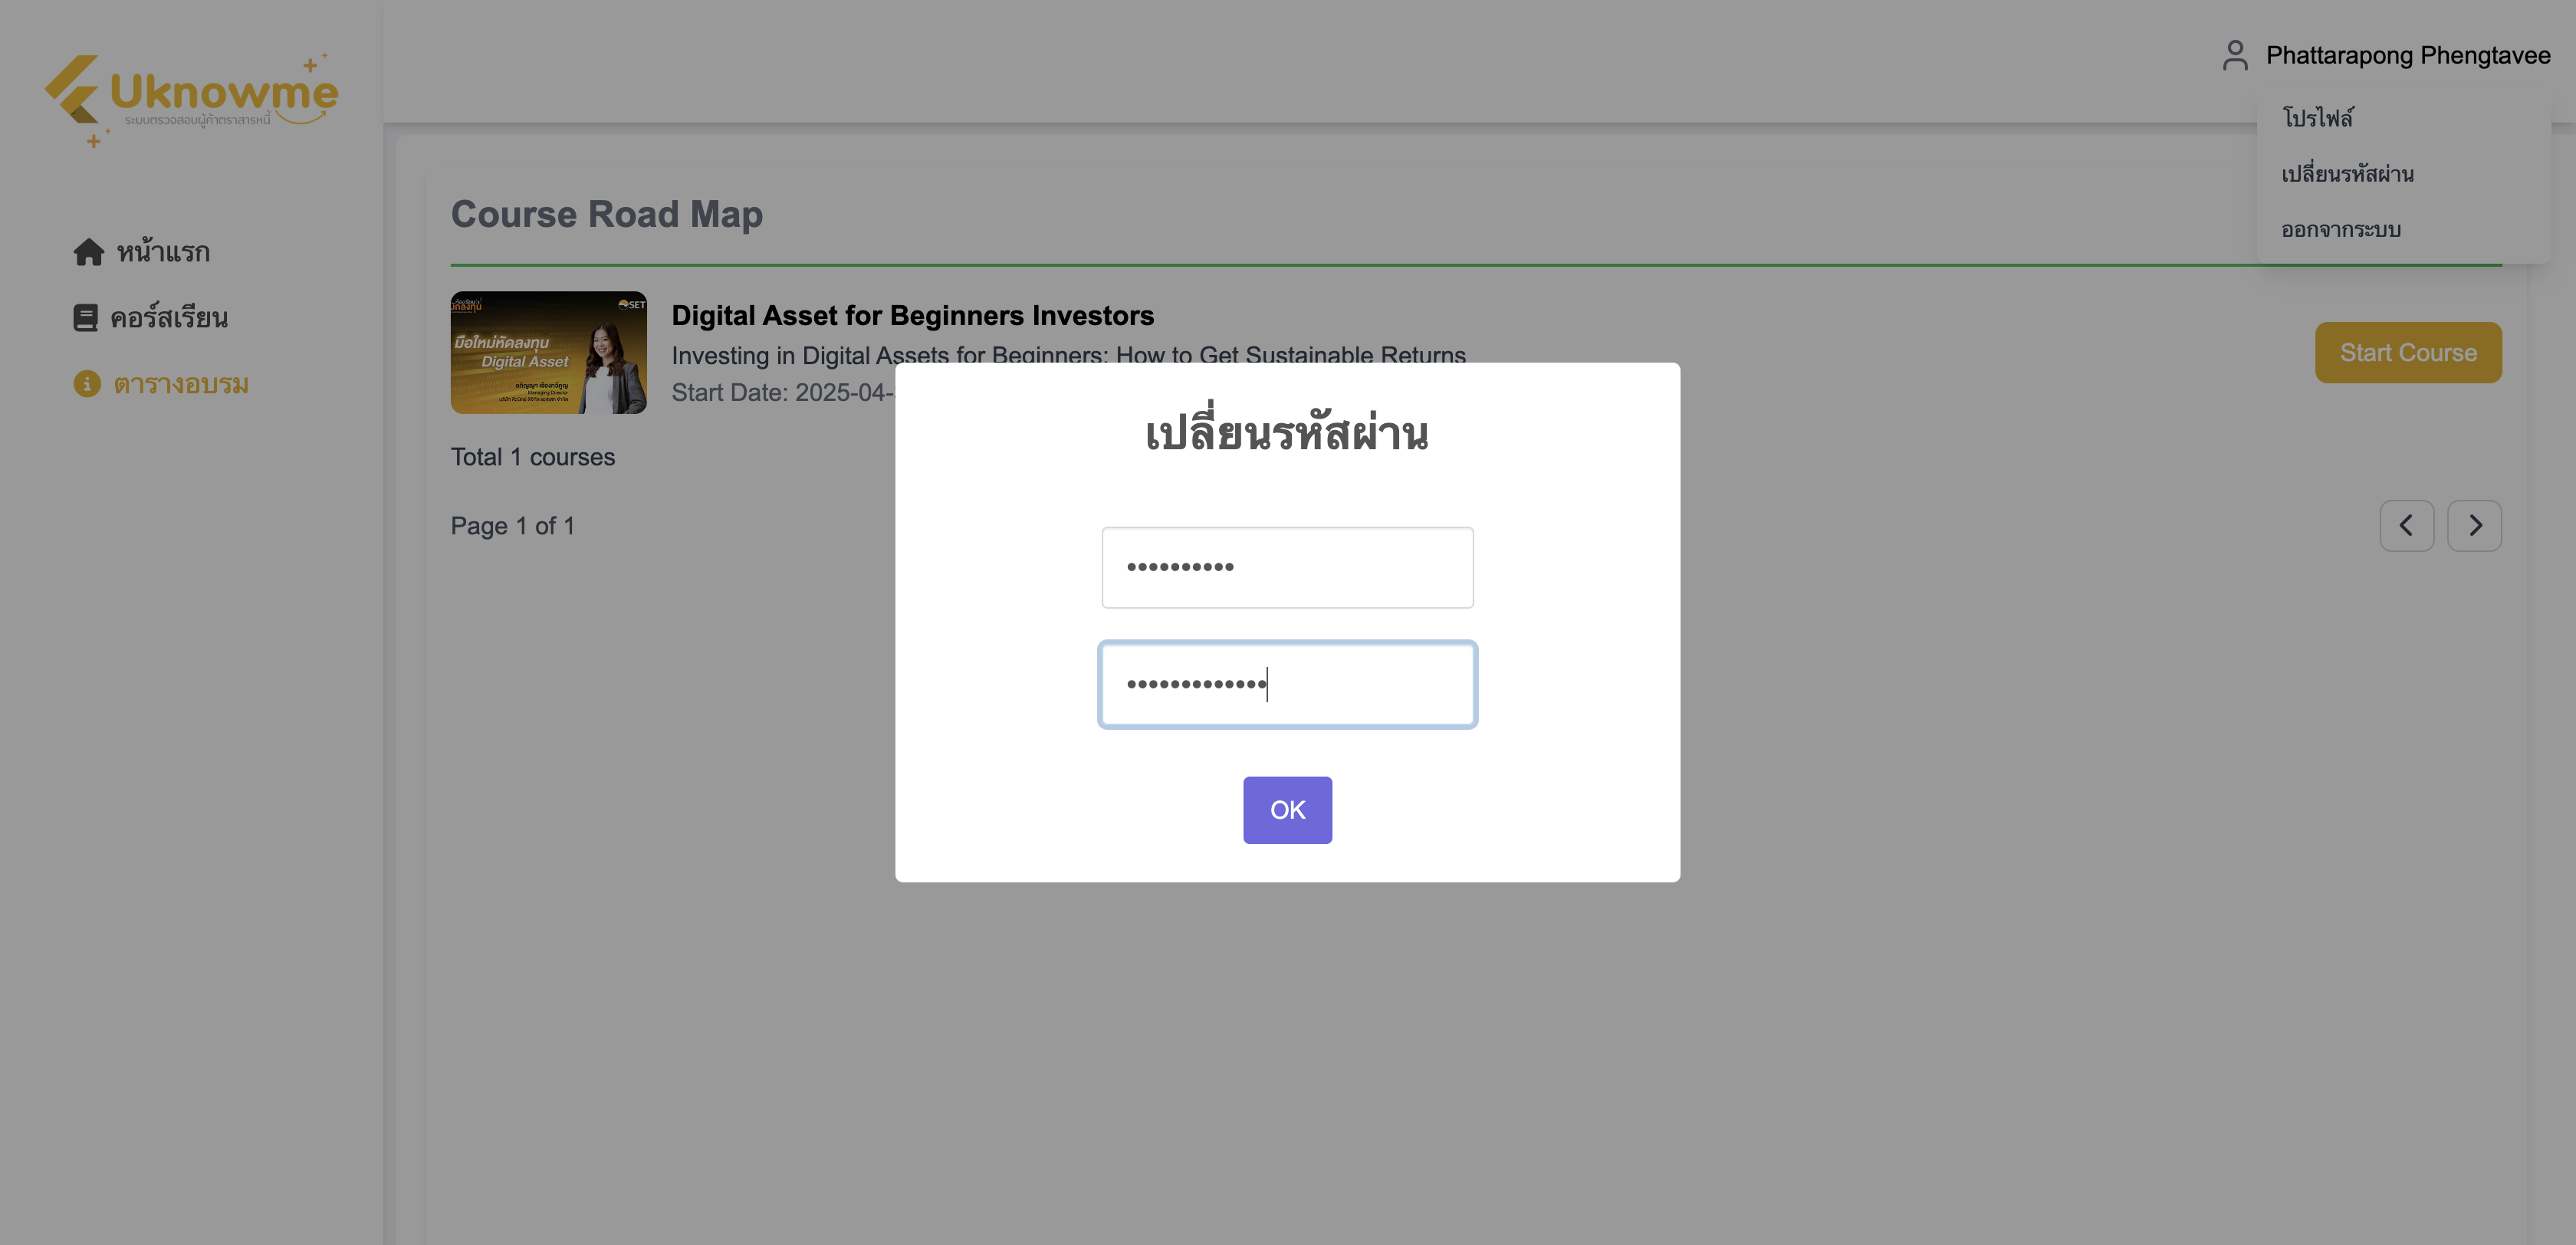 Uknowme
ระบบตรวจสอบผู้ค้าตราสารหนี้
Phattarapong Phengtavee
โปรไฟล์
เปลี่ยนรหัสผ่าน
ออกจากระบบ
หน้าแรก
คอร์สเรียน
ตารางอบรม
Course Road Map
SET
มือใหม่หัดลงทุน
Digital Asset
Managing Director
Digital Asset for Beginners Investors
Investing in Digital Assets for Beginners: How to Get Sustainable Returns
Start Date: 2025-04-
Start Course
Total 1 courses
Page 1 of 1
เปลี่ยนรหัสผ่าน
••••••••••
•••••••••••••
OK